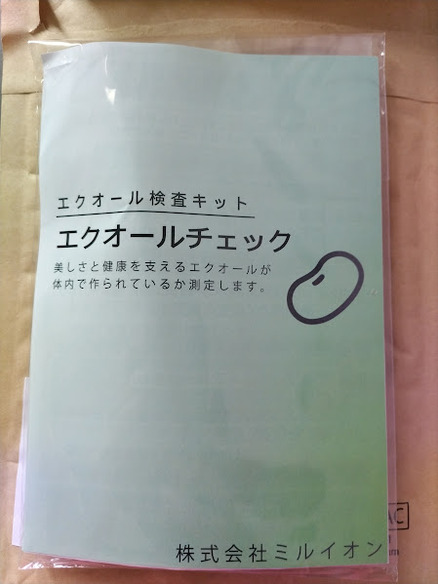 エクオール検査キット
エクオールチェック
美しさと健康を支えるエクオールが
体内で作られているか測定します。
株式会社ミルイオン